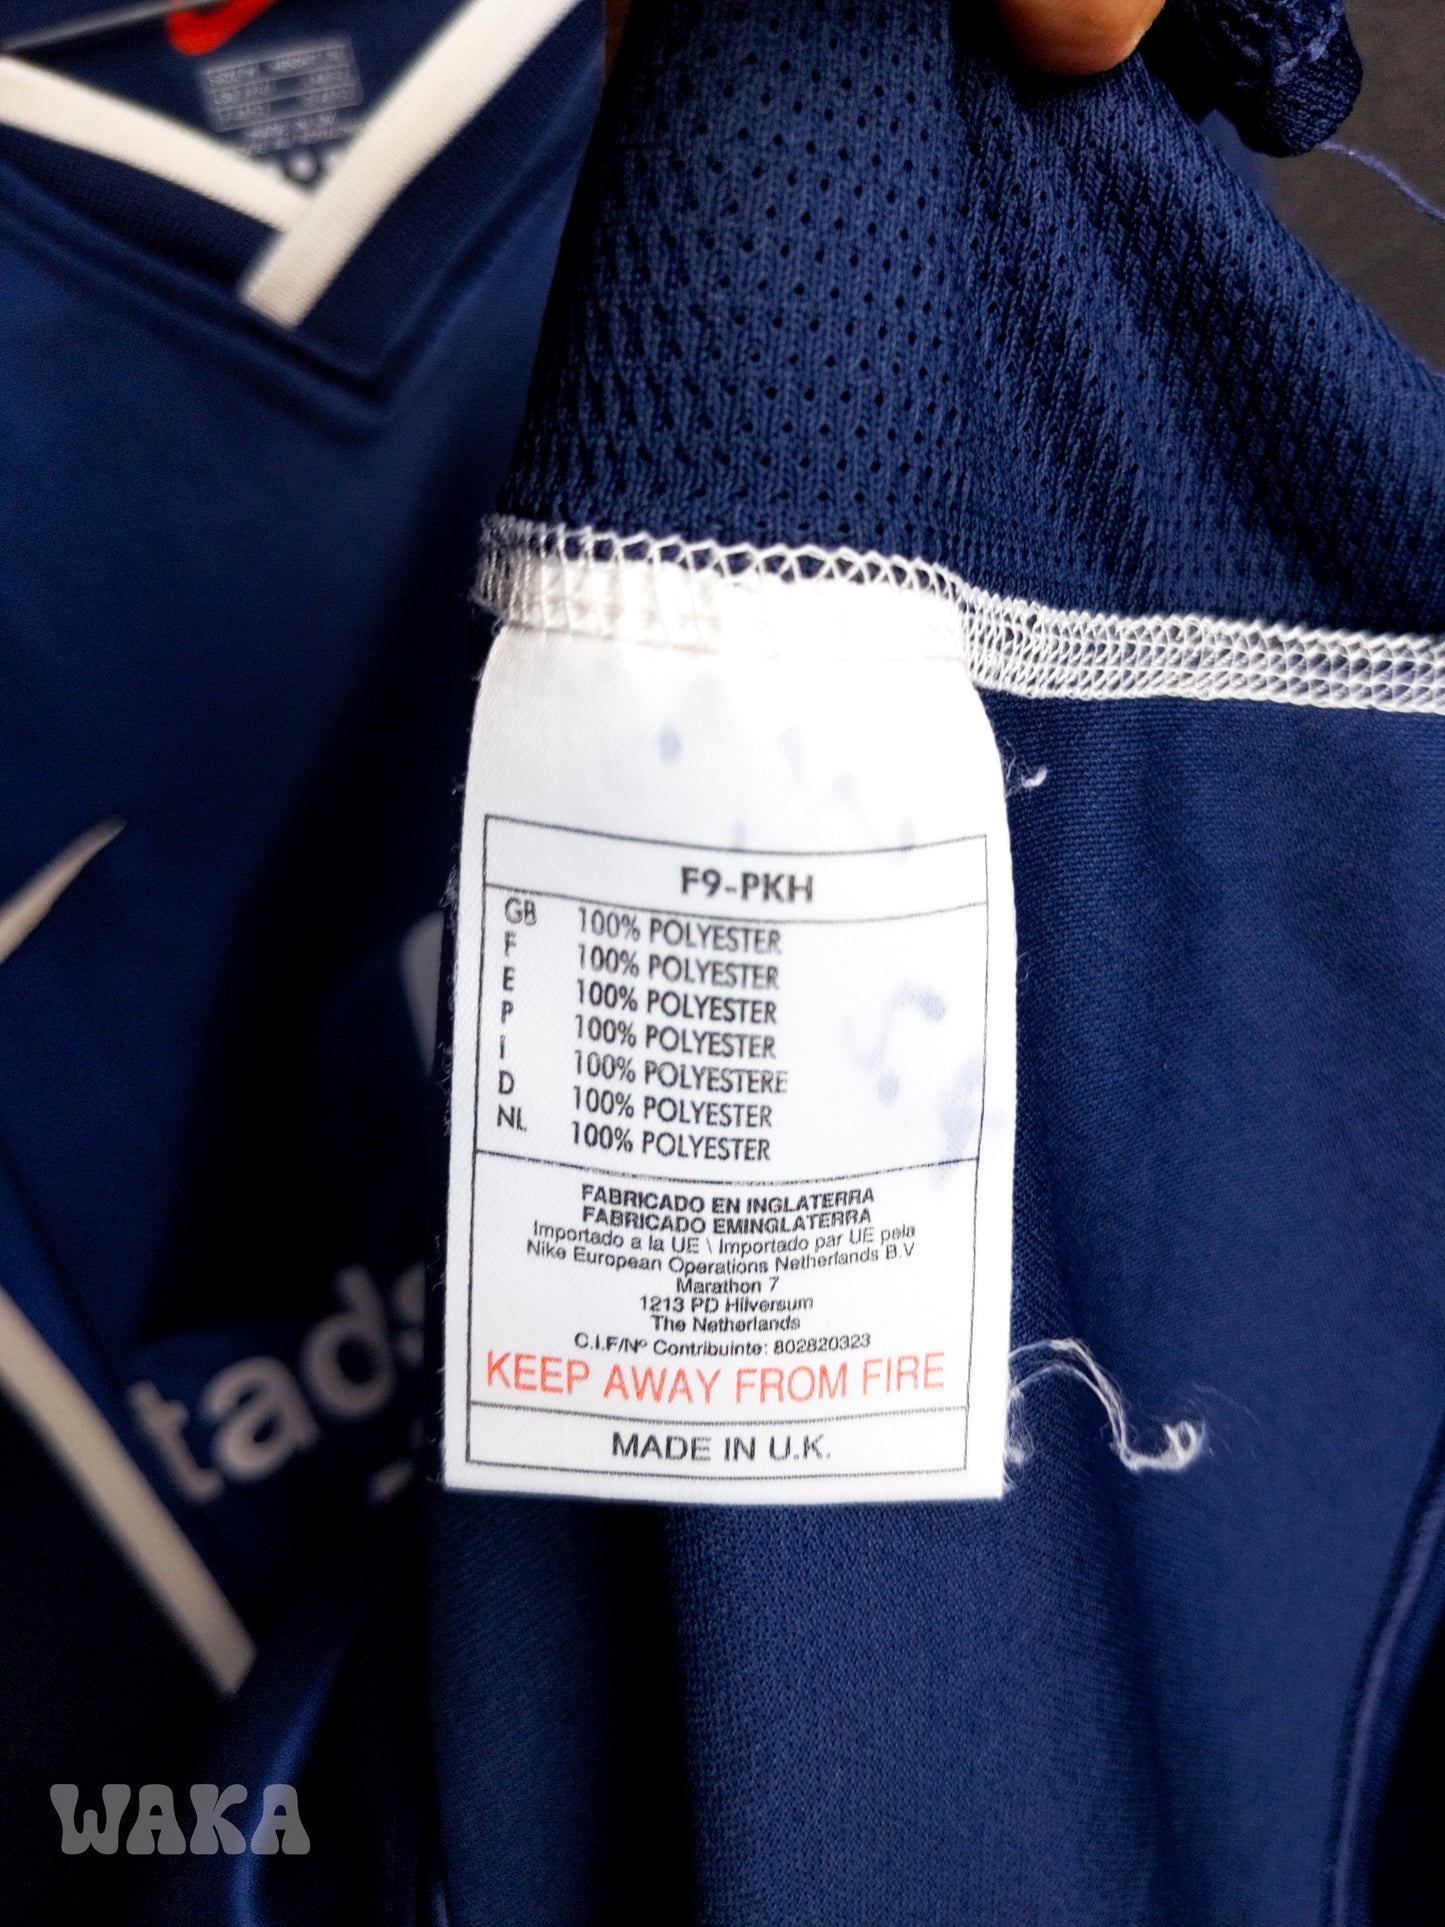 F9-PKH
GB 100% POLYESTER
F 100% POLYESTER
E 100% POLYESTER
P 100% POLYESTER
I 100% POLYESTERE
D 100% POLYESTER
NL 100% POLYESTER
FABRICADO EN INGLATERRA
FABRICADO EMINGLATERRA
Importado a la UE \ Importado par UE pela
Nike European Operations Netherlands B.V
Marathon 7
1213 PD Hilversum
The Netherlands
C.I.F/Nº Contribuinte: 802820323
KEEP AWAY FROM FIRE
MADE IN U.K.
tads
WAKA